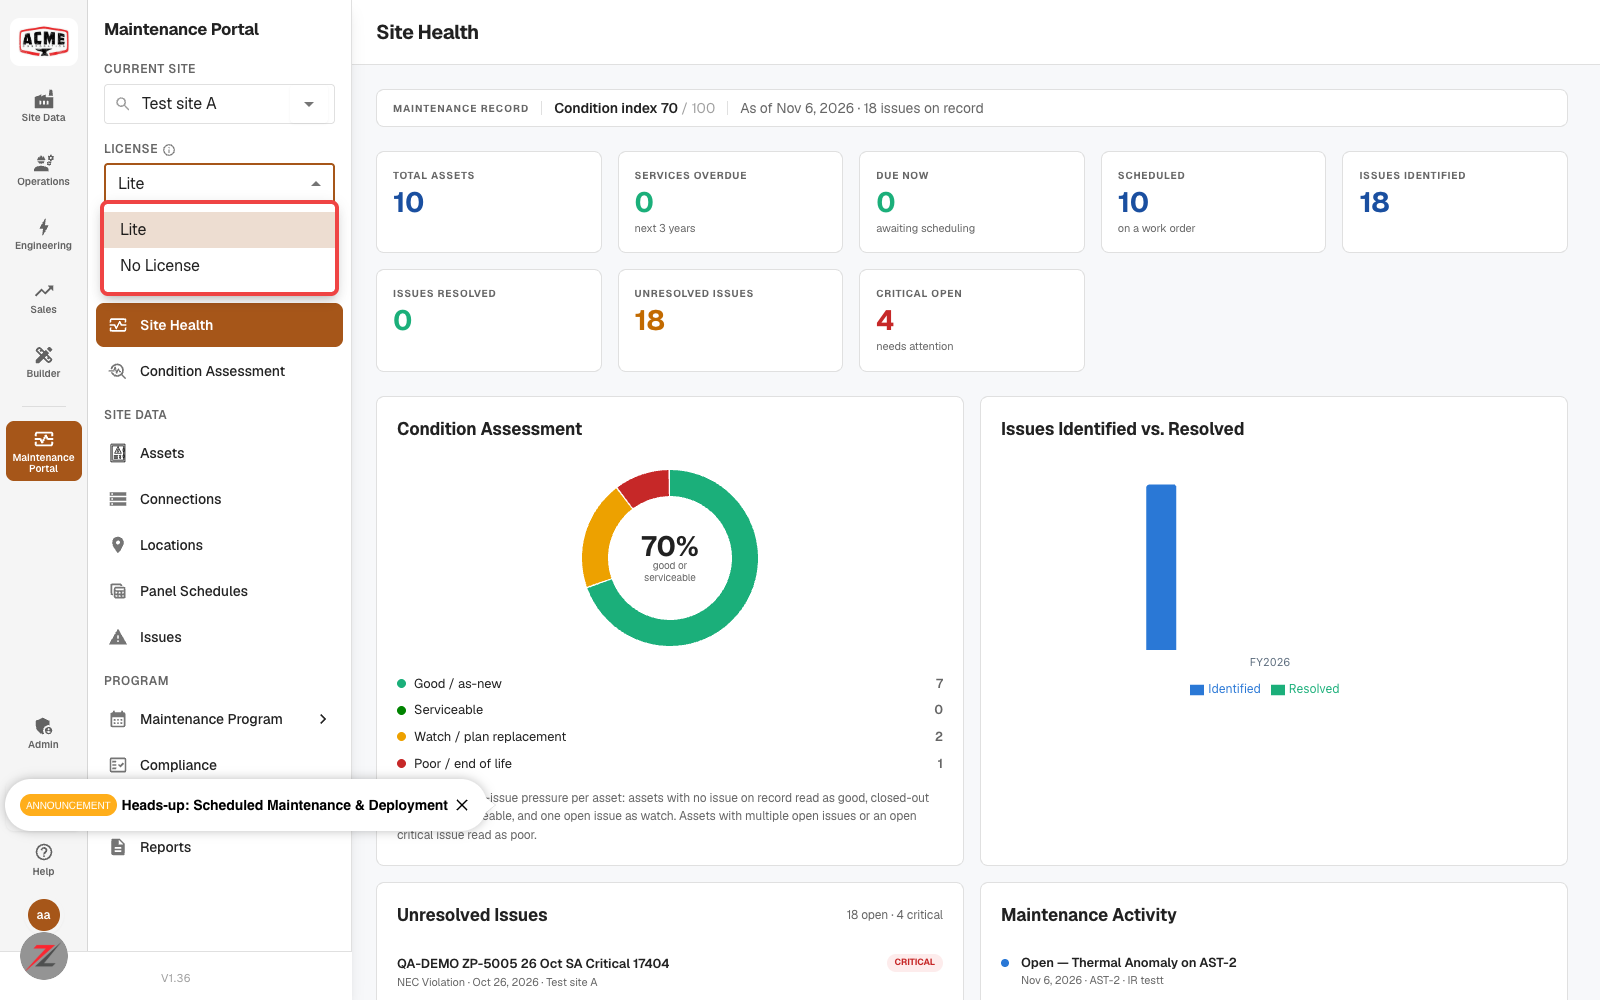 ACME
Site Data
Operations
Engineering
Sales
Builder
Maintenance
Portal
Admin
Help
aa
Maintenance Portal
CURRENT SITE
Test site A
LICENSE
Lite
Lite
No License
Site Health
Condition Assessment
SITE DATA
Assets
Connections
Locations
Panel Schedules
Issues
PROGRAM
Maintenance Program
Compliance
ANNOUNCEMENT Heads-up: Scheduled Maintenance & Deployment
Reports
V1.36
Site Health
MAINTENANCE RECORD Condition index 70 / 100 As of Nov 6, 2026 · 18 issues on record
TOTAL ASSETS
10
SERVICES OVERDUE
0
next 3 years
DUE NOW
0
awaiting scheduling
SCHEDULED
10
on a work order
ISSUES IDENTIFIED
18
ISSUES RESOLVED
0
UNRESOLVED ISSUES
18
CRITICAL OPEN
4
needs attention
Condition Assessment
70%
good or
serviceable
Good / as-new 7
Serviceable 0
Watch / plan replacement 2
Poor / end of life 1
-issue pressure per asset: assets with no issue on record read as good, closed-out
eable, and one open issue as watch. Assets with multiple open issues or an open
critical issue read as poor.
Issues Identified vs. Resolved
FY2026
Identified Resolved
Unresolved Issues 18 open · 4 critical
QA-DEMO ZP-5005 26 Oct SA Critical 17404 CRITICAL
NEC Violation · Oct 26, 2026 · Test site A
Maintenance Activity
Open — Thermal Anomaly on AST-2
Nov 6, 2026 · AST-2 · IR testt